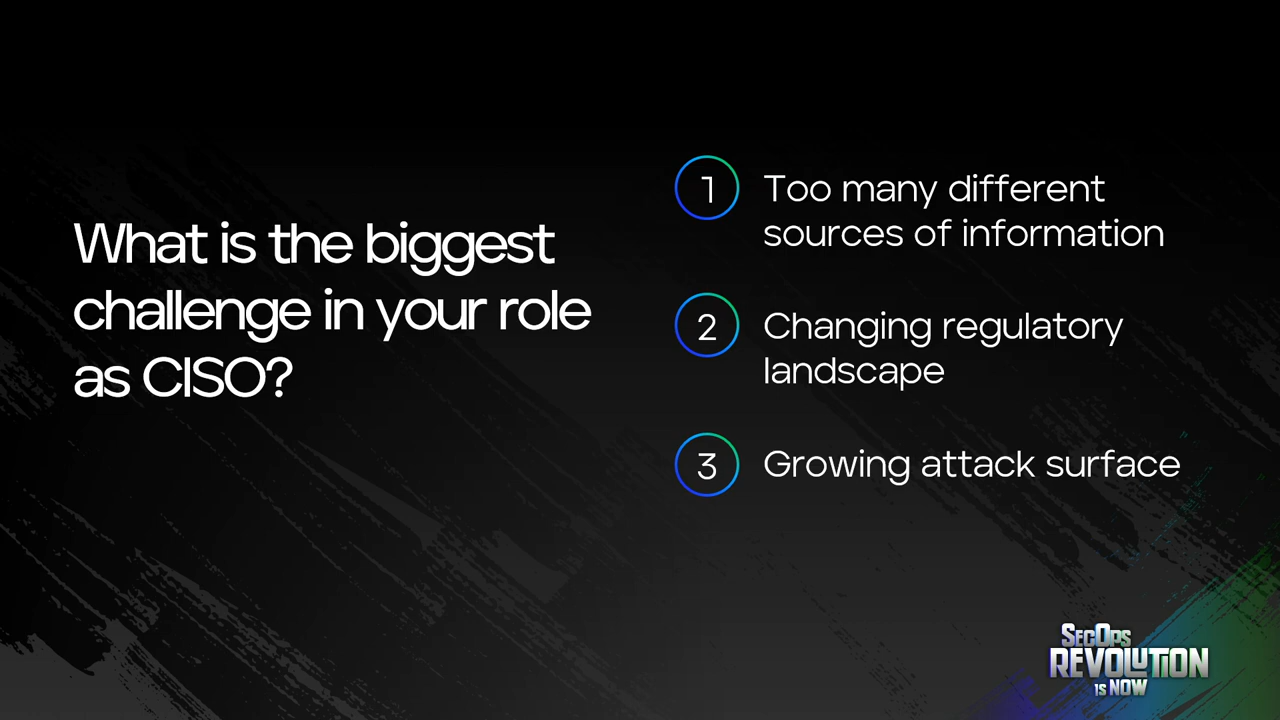 What is the biggest
challenge in your role
as CISO?
1
Too many different
sources of information
2
Changing regulatory
landscape
3
Growing attack surface
SECOPS
REVOLUTION
IS NOW